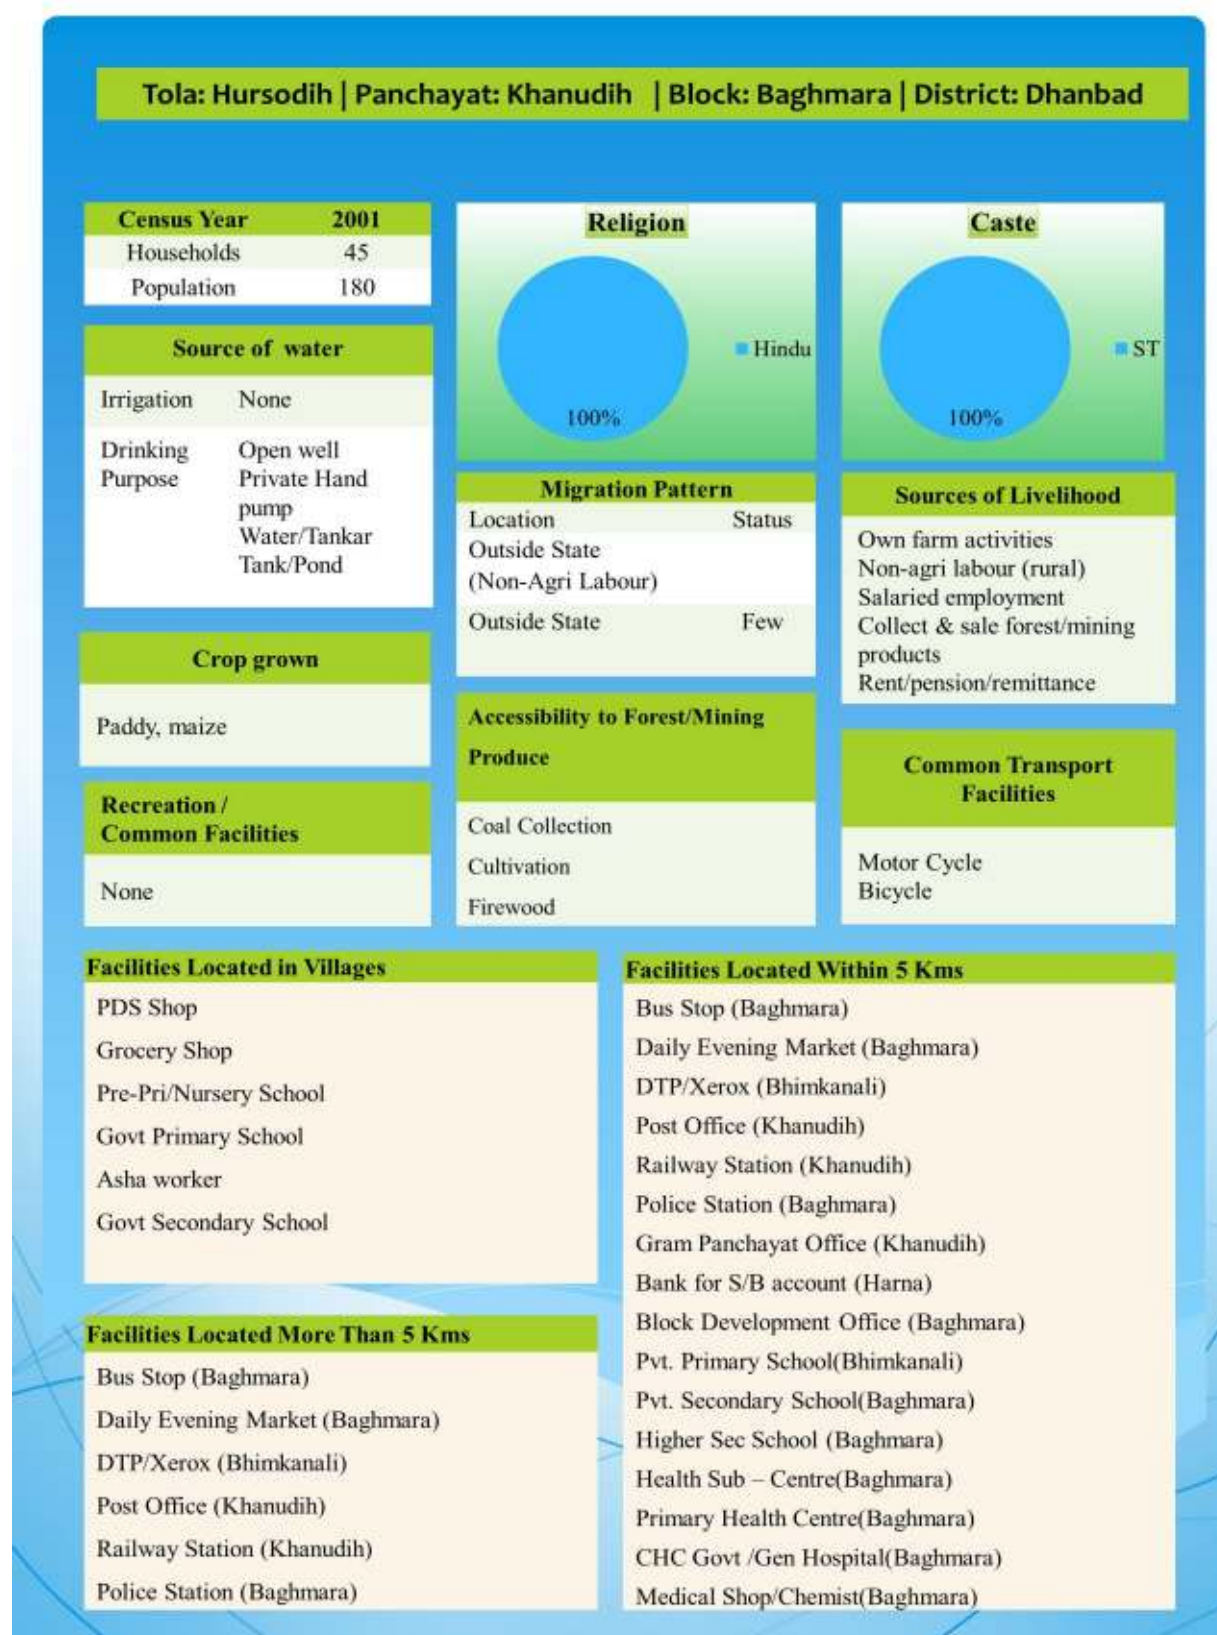 Tola: Hursodih | Panchayat: Khanudih | Block: Baghmara | District: Dhanbad
Census Year 2001
Households 45
Population 180
Source of water
Irrigation None
Drinking Open well
Purpose Private Hand
pump
Water/Tankar
Tank/Pond
Crop grown
Paddy, maize
Recreation /
Common Facilities
None
Religion
Hindu
100%
Migration Pattern
Location Status
Outside State
(Non-Agri Labour)
Outside State Few
Accessibility to Forest/Mining
Produce
Coal Collection
Cultivation
Firewood
Caste
ST
100%
Sources of Livelihood
Own farm activities
Non-agri labour (rural)
Salaried employment
Collect & sale forest/mining
products
Rent/pension/remittance
Common Transport
Facilities
Motor Cycle
Bicycle
Facilities Located in Villages
PDS Shop
Grocery Shop
Pre-Pri/Nursery School
Govt Primary School
Asha worker
Govt Secondary School
Facilities Located More Than 5 Kms
Bus Stop (Baghmara)
Daily Evening Market (Baghmara)
DTP/Xerox (Bhimkanali)
Post Office (Khanudih)
Railway Station (Khanudih)
Police Station (Baghmara)
Facilities Located Within 5 Kms
Bus Stop (Baghmara)
Daily Evening Market (Baghmara)
DTP/Xerox (Bhimkanali)
Post Office (Khanudih)
Railway Station (Khanudih)
Police Station (Baghmara)
Gram Panchayat Office (Khanudih)
Bank for S/B account (Harna)
Block Development Office (Baghmara)
Pvt. Primary School(Bhimkanali)
Pvt. Secondary School(Baghmara)
Higher Sec School (Baghmara)
Health Sub – Centre(Baghmara)
Primary Health Centre(Baghmara)
CHC Govt /Gen Hospital(Baghmara)
Medical Shop/Chemist(Baghmara)